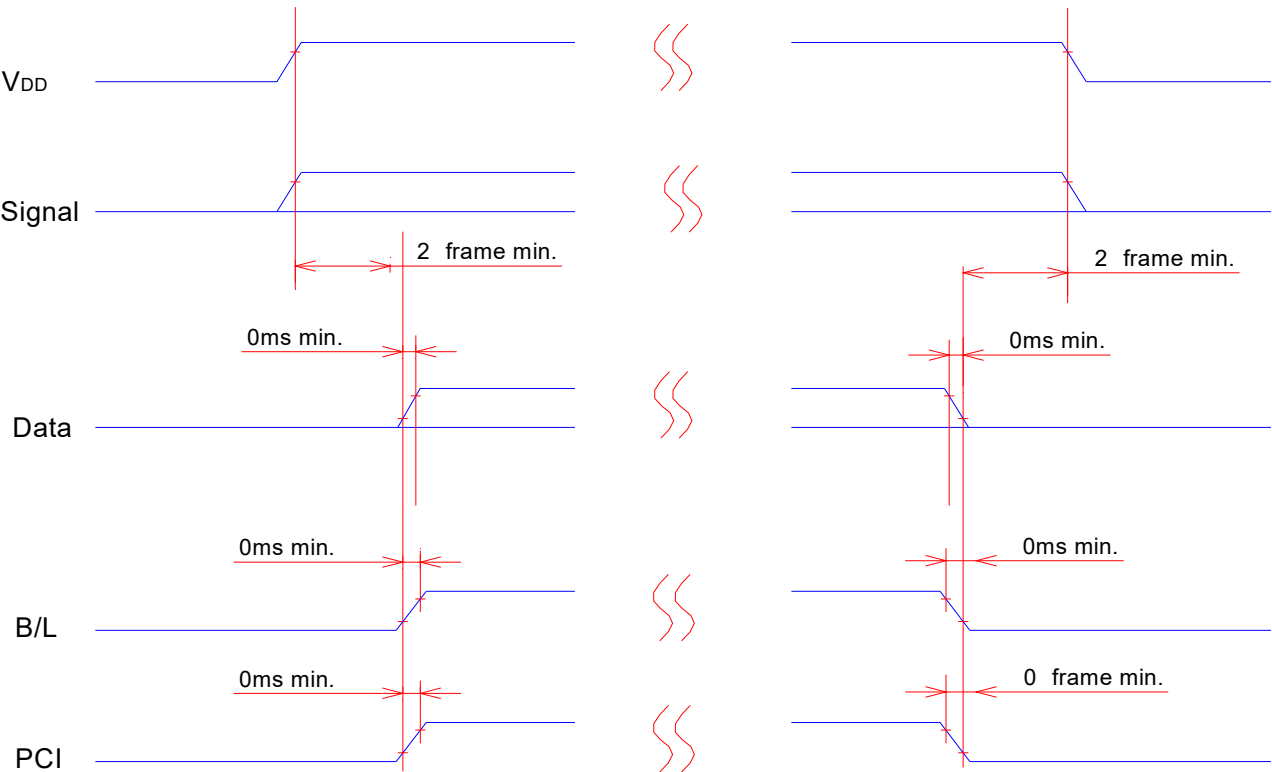 VDD
Signal
2 frame min.
2 frame min.
0ms min.
0ms min.
Data
0ms min.
0ms min.
B/L
0ms min.
0 frame min.
PCI